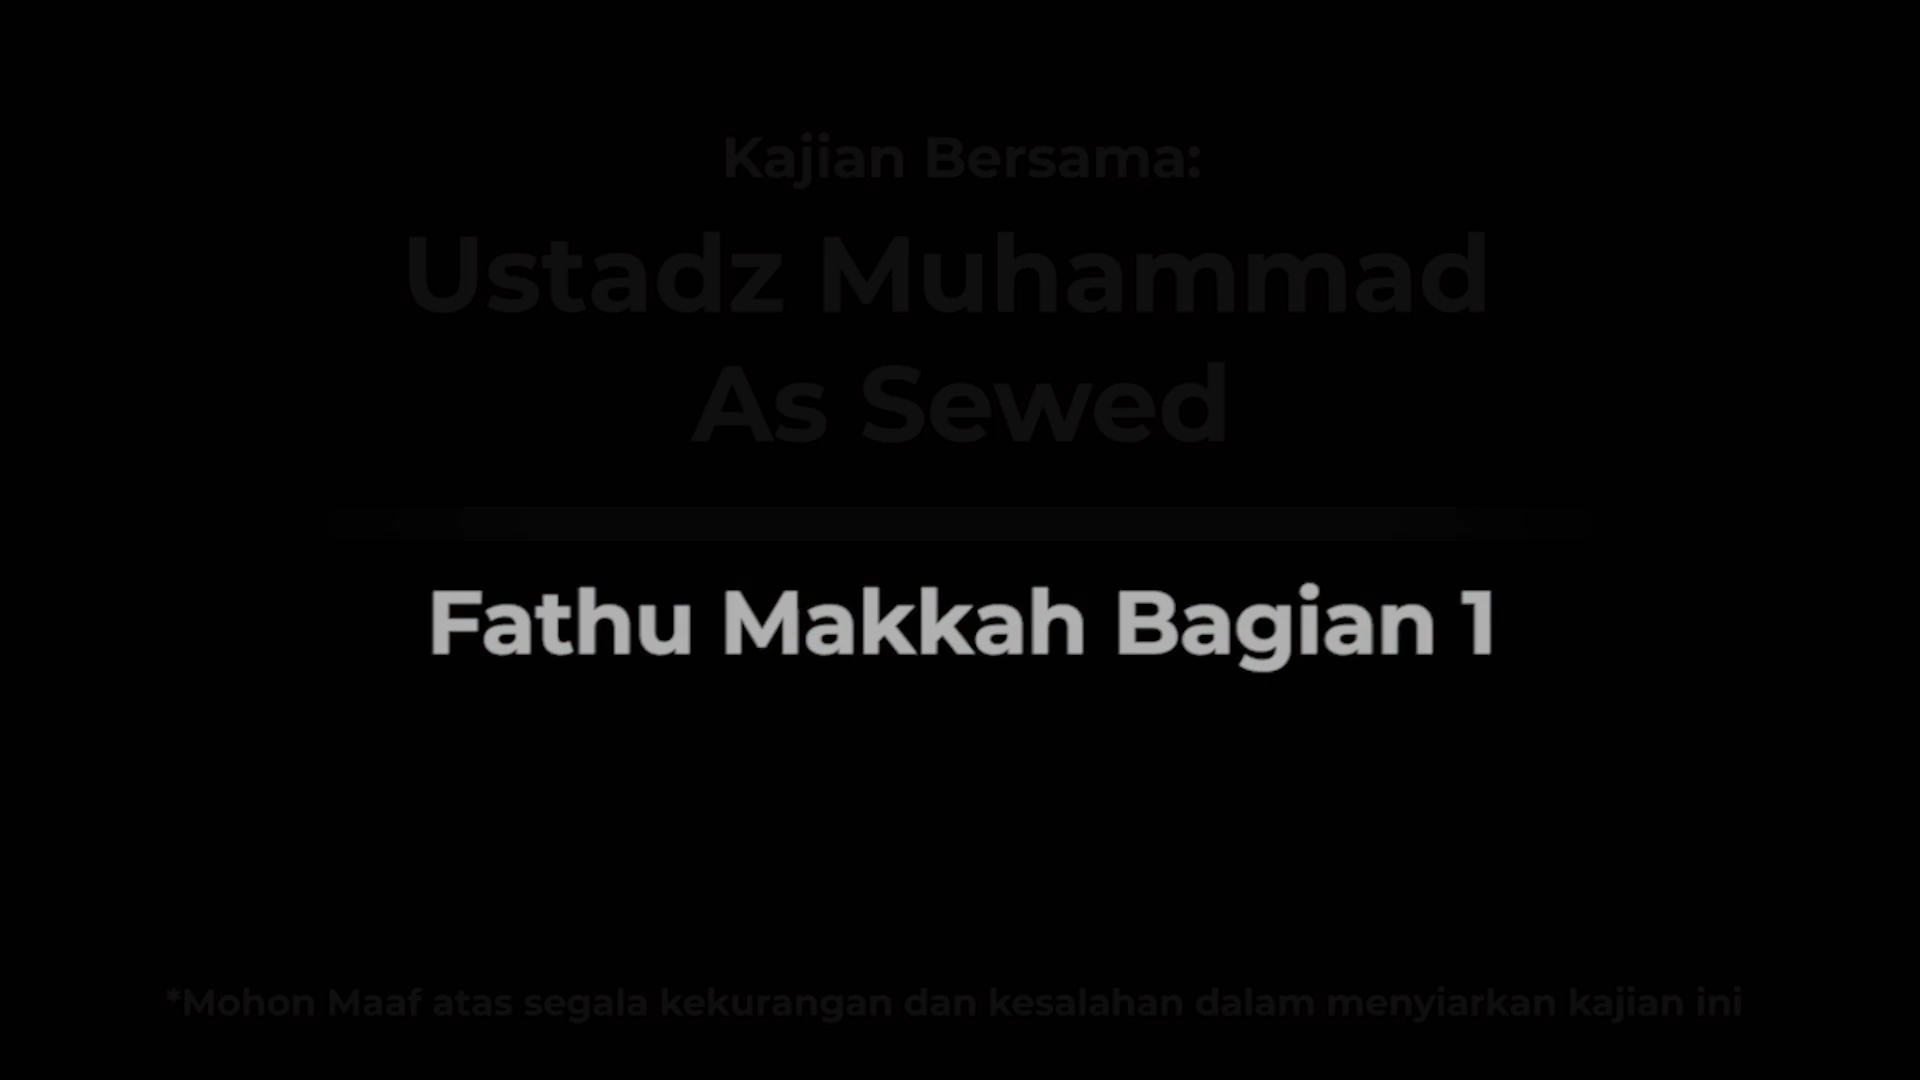 Kajian Bersama:
Ustadz Muhammad
As Sewed
Fathu Makkah Bagian 1
*Mohon Maaf atas segala kekurangan dan kesalahan dalam menyiarkan kajian ini